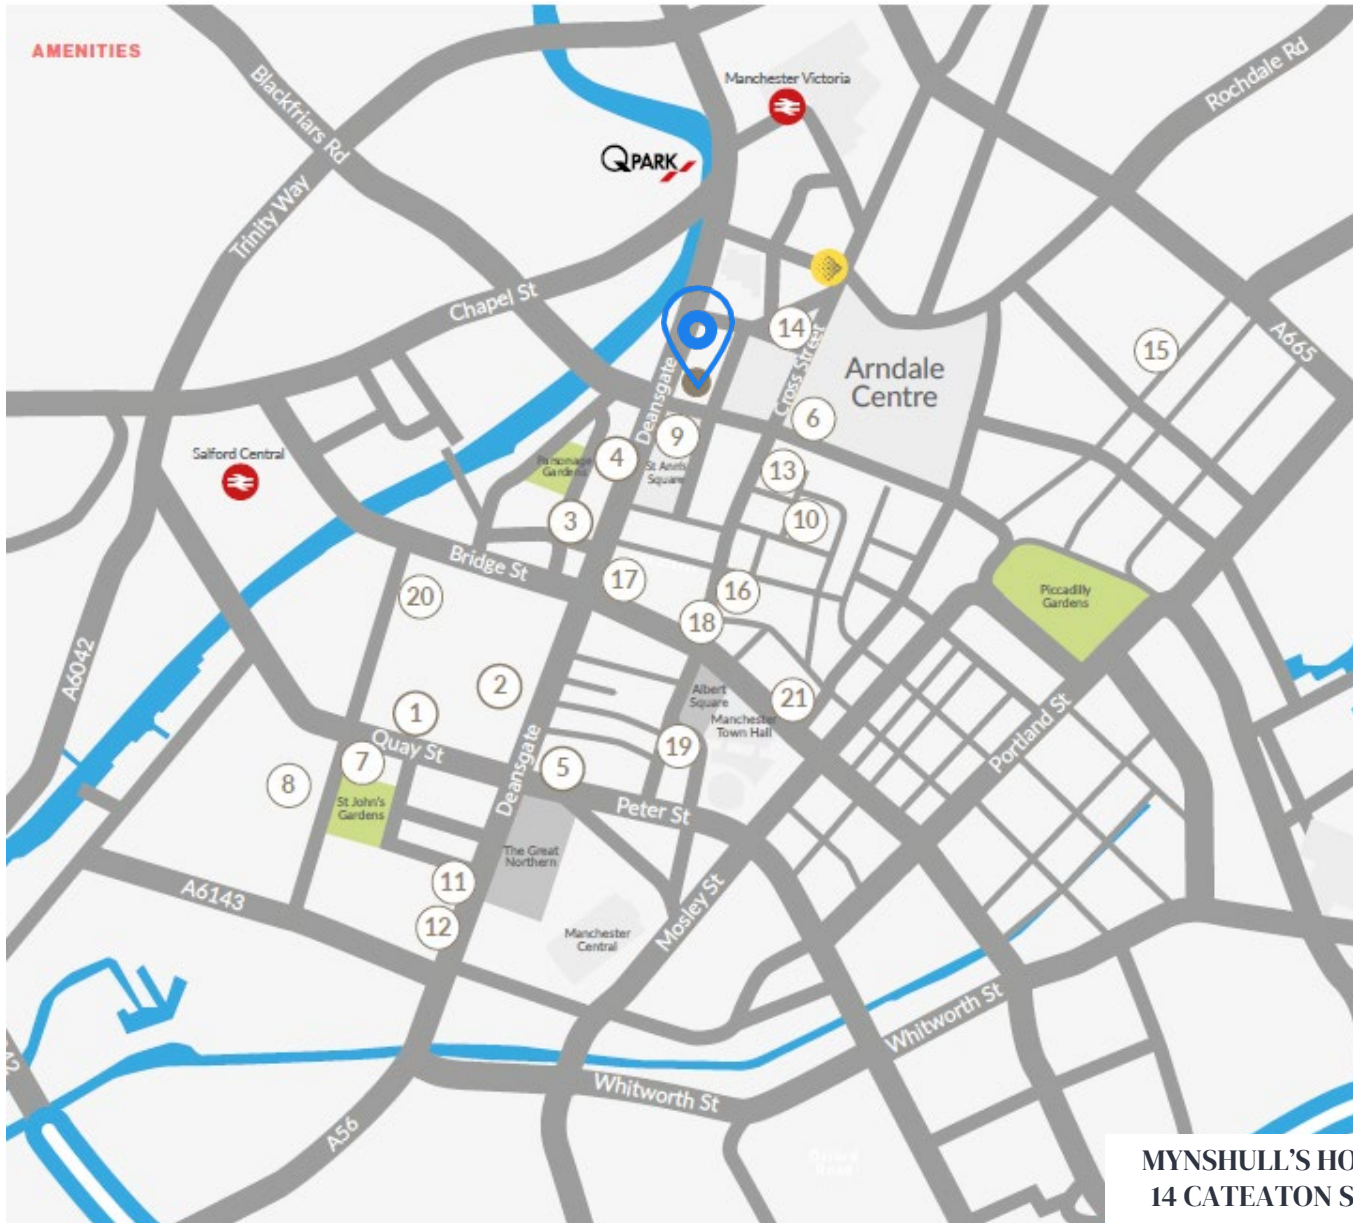 AMENITIES
Manchester Victoria
Rochdale Rd
Blackfriars Rd
QPARK
Trinity Way
Chapel St
14
Cross Street
15
A665
Arndale
Centre
Deansgate
6
9
Salford Central
Parsonage
Gardens
4
St Ann's
Square
13
3
10
Bridge St
17
16
20
Piccadilly
Gardens
18
A6042
2
Albert
Square
21
1
Manchester
Town Hall
Portland St
Quay St
19
7
5
8
Deansgate
St John's
Gardens
Peter St
The Great
Northern
11
A6143
12
Mosley St
Manchester
Central
Whitworth St
Whitworth St
A56
MYNSHULL'S HO
14 CATEATON S